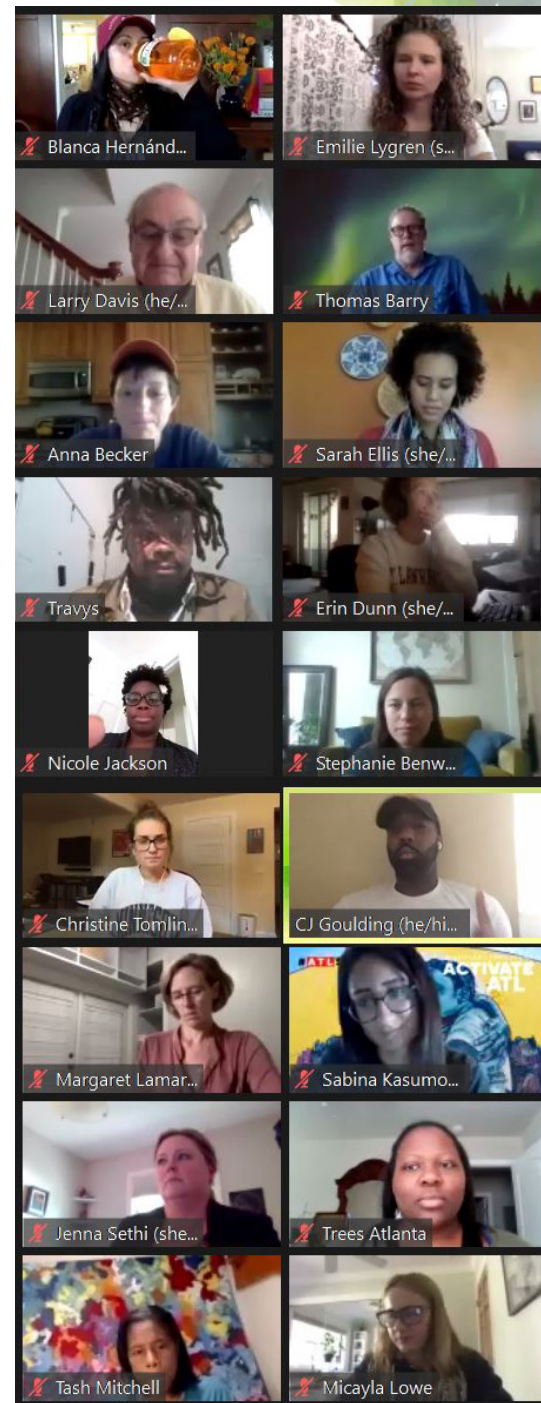 Blanca Hernánd...
Emilie Lygren (s...
Larry Davis (he/...
Thomas Barry
Anna Becker
Sarah Ellis (she/...
Travys
Erin Dunn (she/...
Nicole Jackson
Stephanie Benw...
Christine Tomlin...
CJ Goulding (he/hi...
#ATL
ACTIVATE
ATL
Margaret Lamar...
Sabina Kasumo...
Jenna Sethi (she...
Trees Atlanta
Tash Mitchell
Micayla Lowe